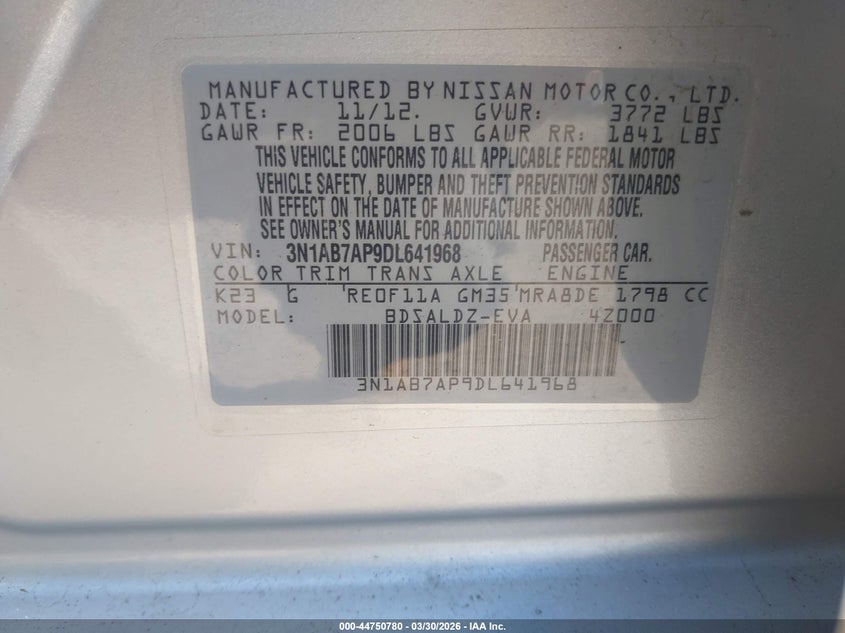 MANUFACTURED BY NISSAN MOTOR CO., LTD.
DATE: 11/12. GVWR: 3772 LBS
GAWR FR: 2006 LBS GAWR RR: 1841 LBS
THIS VEHICLE CONFORMS TO ALL APPLICABLE FEDERAL MOTOR
VEHICLE SAFETY, BUMPER AND THEFT PREVENTION STANDARDS
IN EFFECT ON THE DATE OF MANUFACTURE SHOWN ABOVE.
SEE OWNER'S MANUAL FOR ADDITIONAL INFORMATION.
VIN: 3N1AB7AP9DL641968 PASSENGER CAR.
COLOR TRIM TRANS AXLE ENGINE
K23 G RE0F11A GM35 MRA8DE 1798 CC
MODEL: BDSALDZ-EVA 4Z000
3N1AB7AP9DL641968
000-44750780 - 03/30/2026 - IAA Inc.